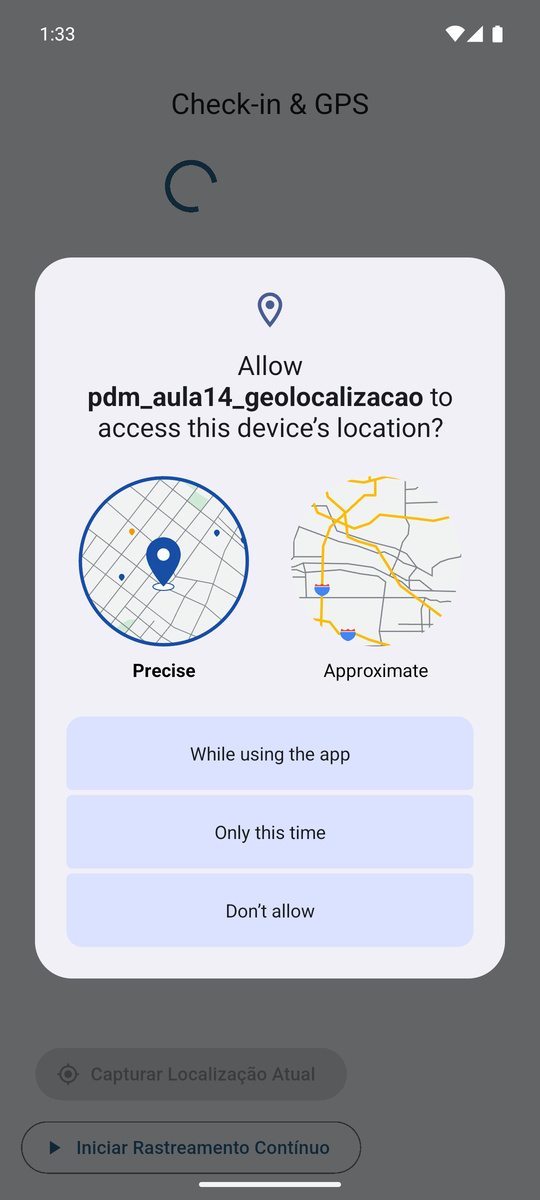 1:33
Check-in & GPS
Allow
pdm_aula14_geolocalizacao to
access this device's location?
Precise
Approximate
While using the app
Only this time
Don't allow
Capturar Localização Atual
Iniciar Rastreamento Contínuo